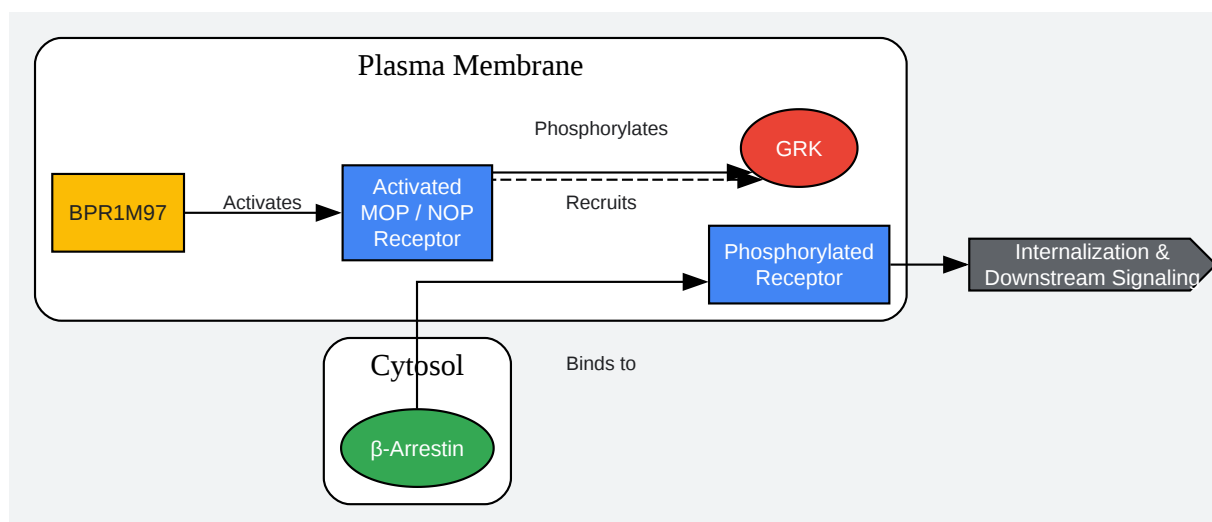 Plasma Membrane
Phosphorylates
GRK
BPR1M97
Activates
Activated
MOP / NOP
Receptor
Recruits
Phosphorylated
Receptor
Internalization &
Downstream Signaling
Cytosol
Binds to
β-Arrestin